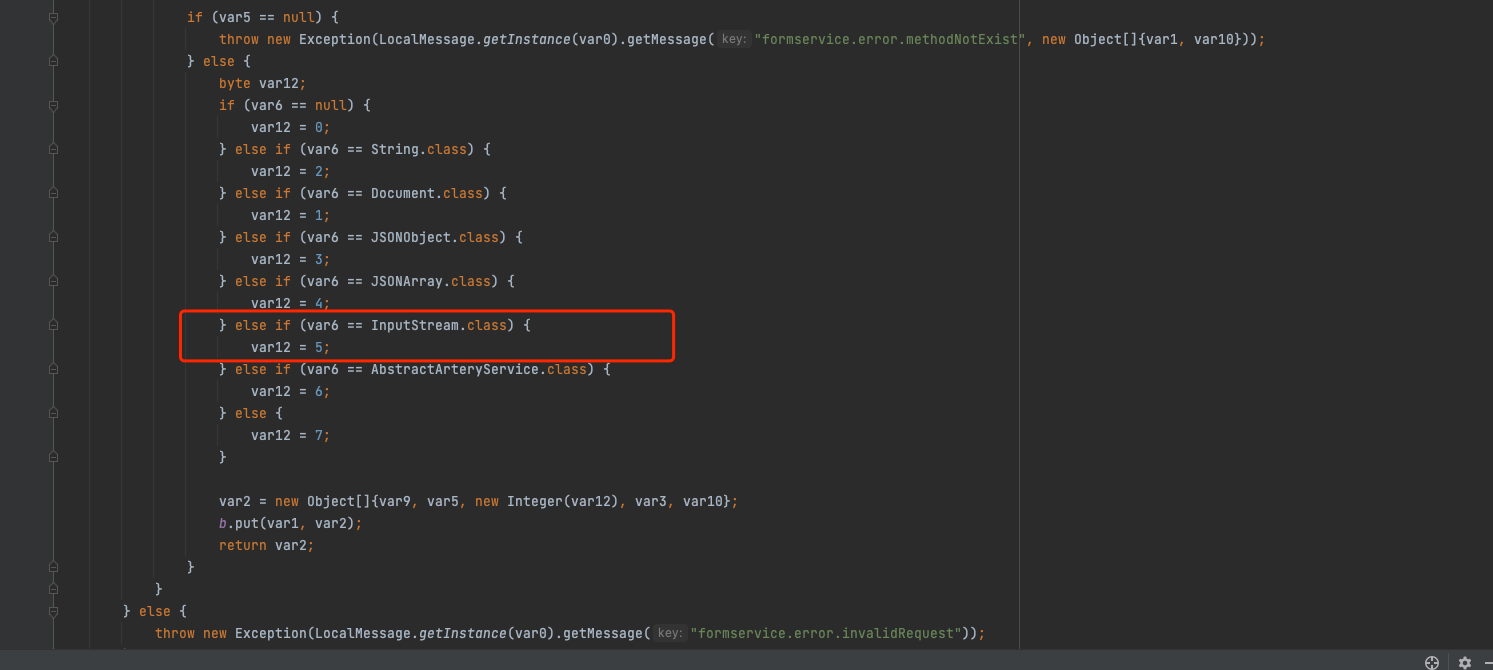 if (var5 == null) {
throw new Exception(LocalMessage.getInstance(var0).getMessage( key: "formservice.error.methodNotExist", new Object[]{var1, var10}));
} else {
byte var12;
if (var6 == null) {
var12 = 0;
} else if (var6 == String.class) {
var12 = 2;
} else if (var6 == Document.class) {
var12 = 1;
} else if (var6 == JSONObject.class) {
var12 = 3;
} else if (var6 == JSONArray.class) {
var12 = 4;
} else if (var6 == InputStream.class) {
var12 = 5;
} else if (var6 == AbstractArteryService.class) {
var12 = 6;
} else {
var12 = 7;
}
var2 = new Object[]{var9, var5, new Integer(var12), var3, var10};
b.put(var1, var2);
return var2;
}
}
} else {
throw new Exception(LocalMessage.getInstance(var0).getMessage( key: "formservice.error.invalidRequest"));